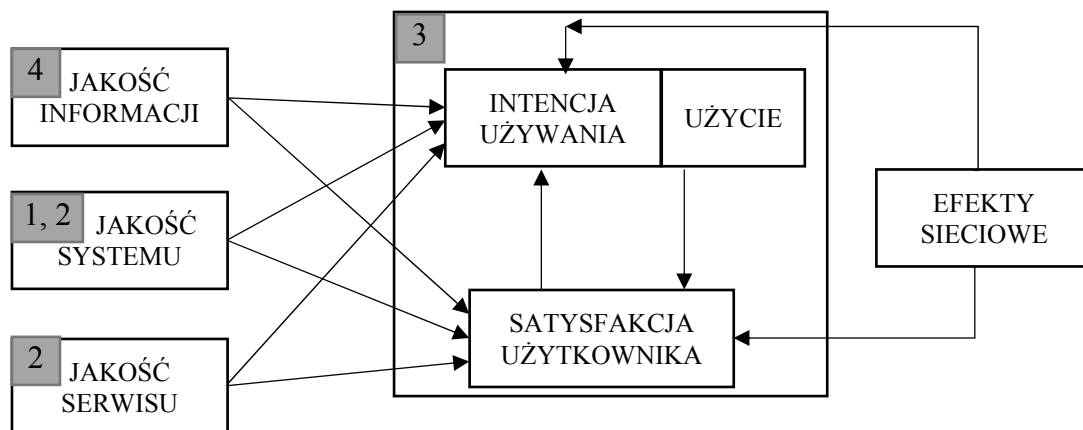 3
4
JAKOŚĆ
INFORMACJI
INTENCJA
UŻYWANIA
UŻYCIE
1, 2
JAKOŚĆ
SYSTEMU
EFEKTY
SIECIOWE
SATYSFAKCJA
UŻYTKOWNIKA
2
JAKOŚĆ
SERWISU